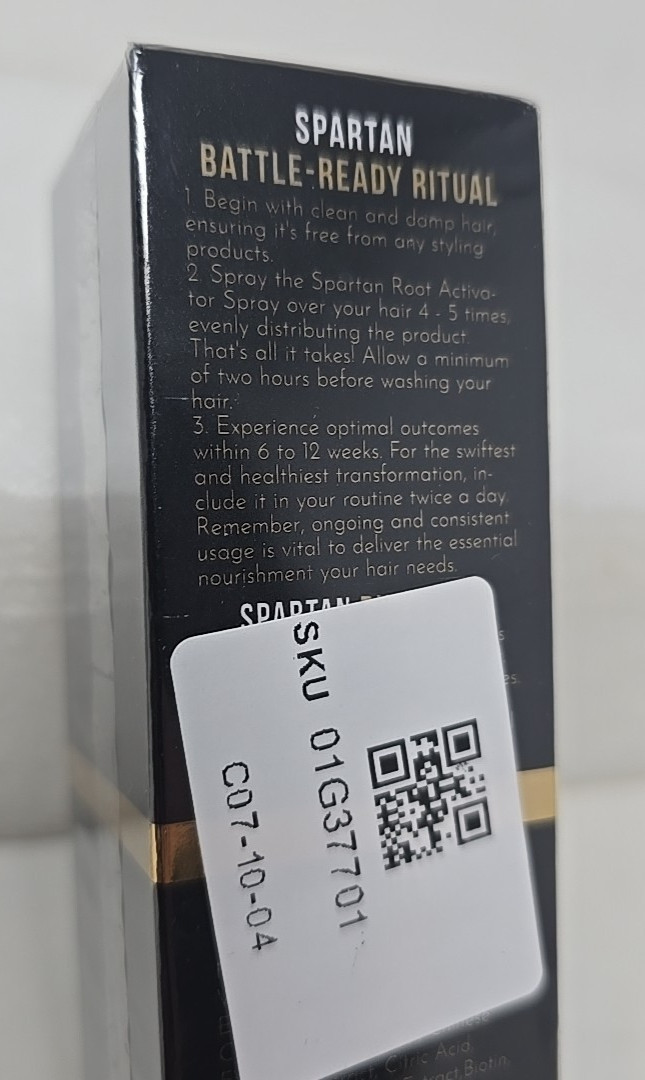 SPARTAN
BATTLE-READY RITUAL
1. Begin with clean and damp hair,
ensuring it's free from any styling
products.
2. Spray the Spartan Root Activa-
tor Spray over your hair 4 - 5 times,
evenly distributing the product.
That's all it takes! Allow a minimum
of two hours before washing your
hair.
3. Experience optimal outcomes
within 6 to 12 weeks. For the swiftest
and healthiest transformation, in-
clude it in your routine twice a day.
Remember, ongoing and consistent
usage is vital to deliver the essential
nourishment your hair needs.
SPARTAN
SKU 01G37701
C07-10-04
Citric Acid,
Biotin,